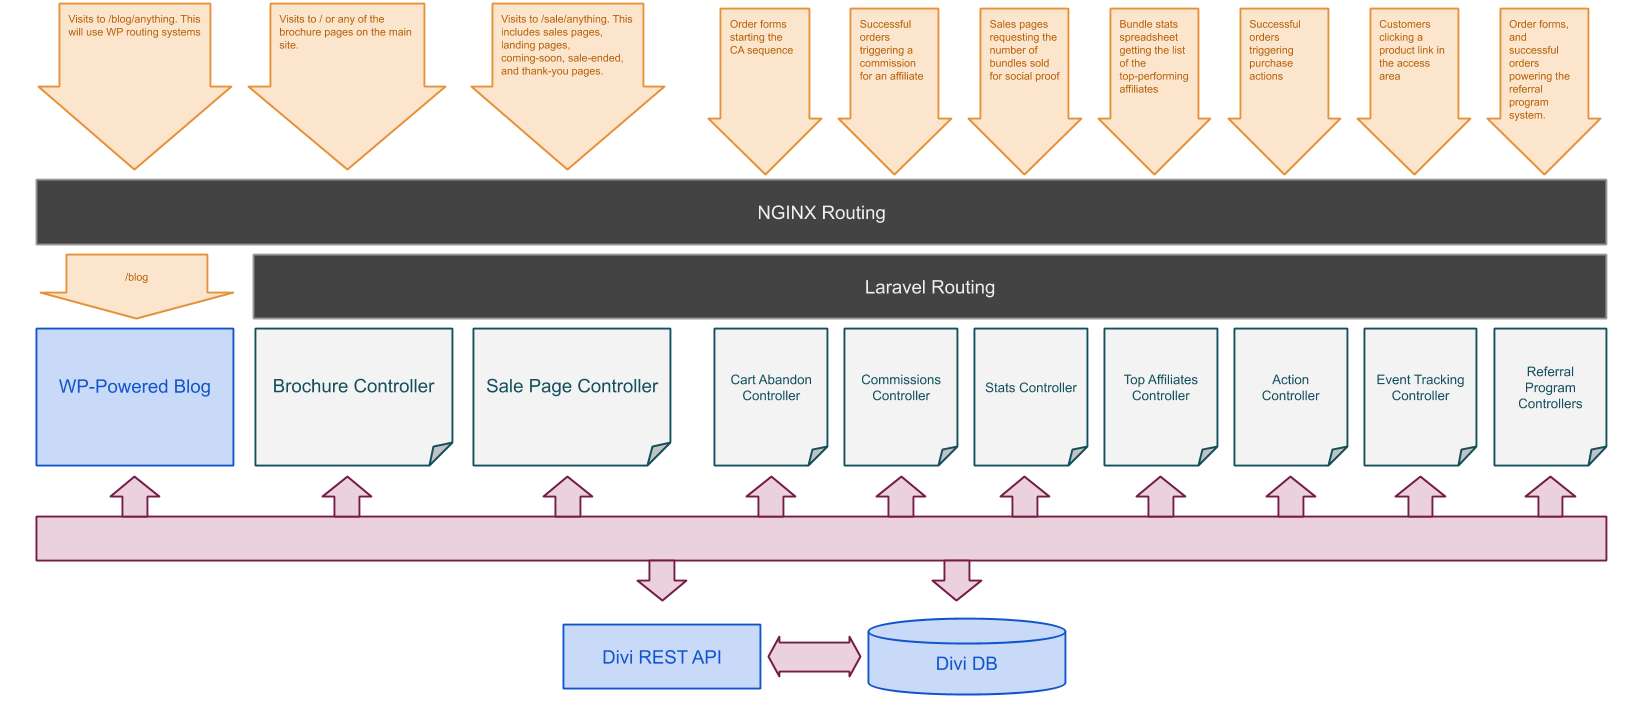 Visits to /blog/anything. This
will use WP routing systems
Visits to / or any of the
brochure pages on the main
site.
Visits to /sale/anything. This
includes sales pages,
landing pages,
coming-soon, sale-ended,
and thank-you pages.
Order forms
starting the
CA sequence
Successful
orders
triggering a
commission
for an affiliate
Sales pages
requesting the
number of
bundles sold
for social proof
Bundle stats
spreadsheet
getting the list
of the
top-performing
affiliates
Successful
orders
triggering
purchase
actions
Customers
clicking a
product link in
the access
area
Order forms,
and
successful
orders
powering the
referral
program
system.
NGINX Routing
/blog
Laravel Routing
WP-Powered Blog
Brochure Controller
Sale Page Controller
Cart Abandon
Controller
Commissions
Controller
Stats Controller
Top Affiliates
Controller
Action
Controller
Event Tracking
Controller
Referral
Program
Controllers
Divi REST API
Divi DB